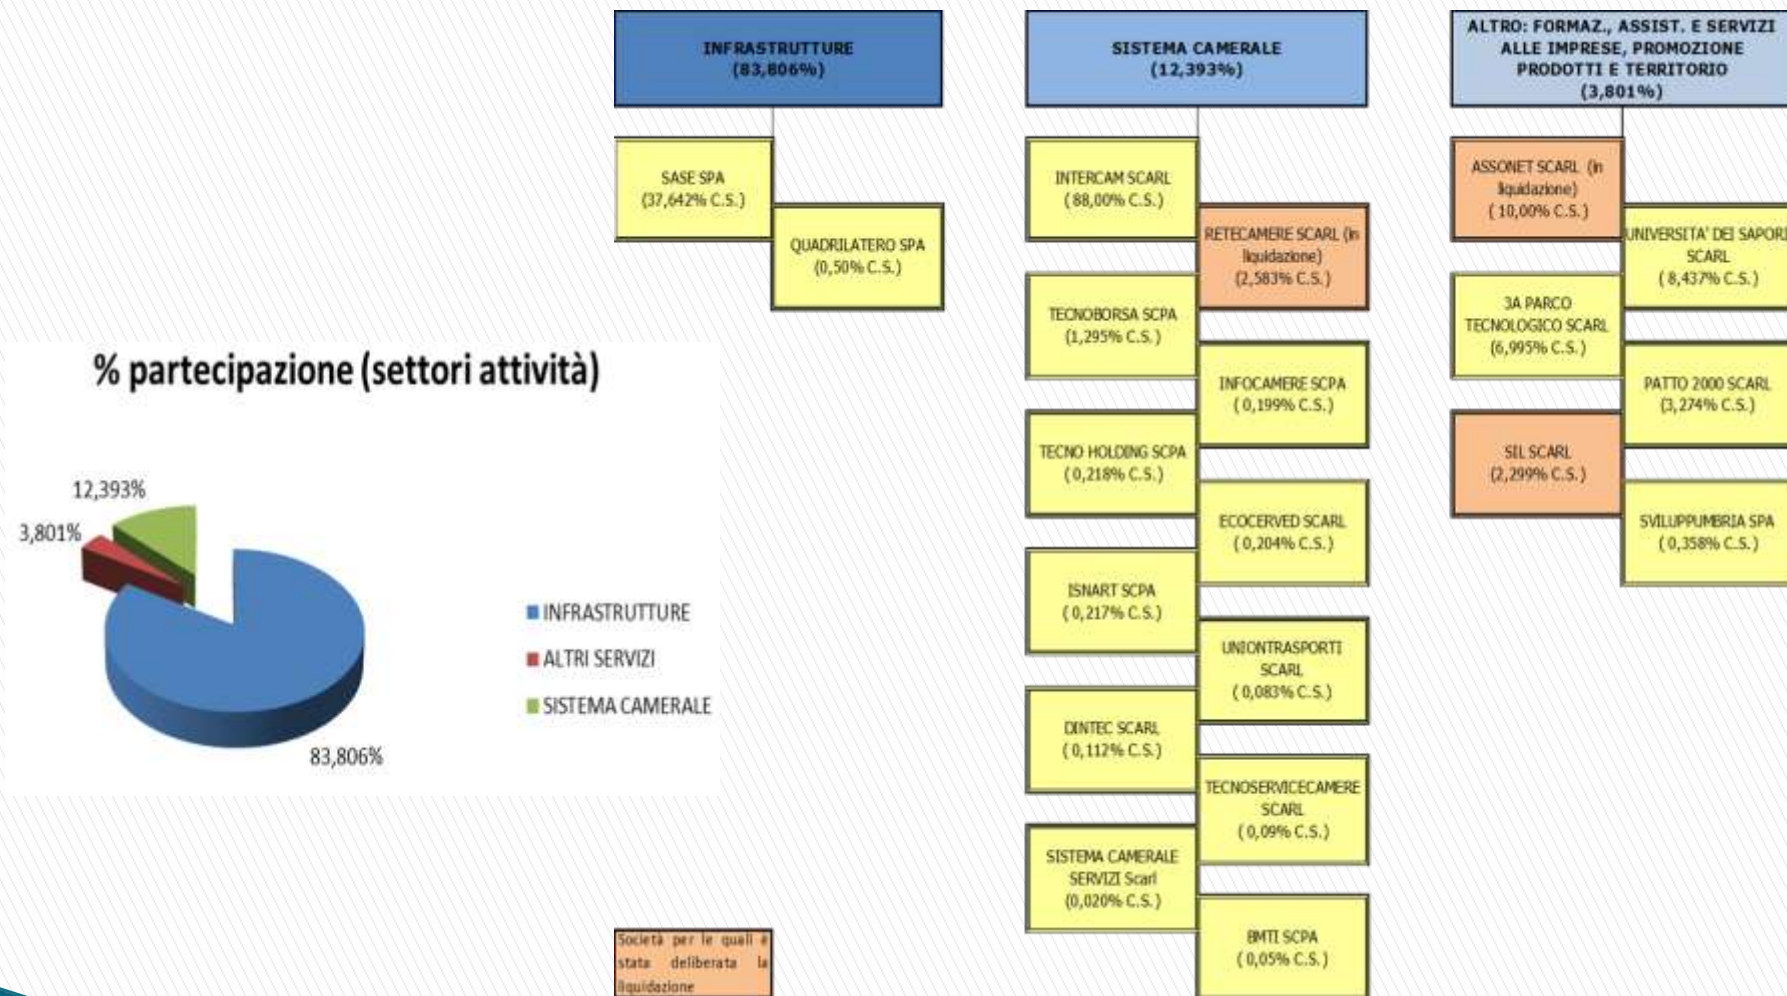 INFRASTRUTTURE
(83,806%)
SASE SPA
(37,642% C.S.)
QUADRILATERO SPA
(0,50% C.S.)
SISTEMA CAMERALE
(12,393%)
INTERCAM SCARL
( 88,00% C.S.)
RETECAMERE SCARL (in
liquidazione)
(2,583% C.S.)
TECNOBORSA SCPA
(1,295% C.S.)
INFOCAMERE SCPA
( 0,199% C.S.)
TECNO HOLDING SCPA
( 0,218% C.S.)
ECOCERVED SCARL
( 0,204% C.S.)
ISNART SCPA
( 0,217% C.S.)
UNIONTRASPORTI
SCARL
( 0,083% C.S.)
DINTEC SCARL
( 0,112% C.S.)
TECNOSERVICECAMERE
SCARL
( 0,09% C.S.)
SISTEMA CAMERALE
SERVIZI Scarl
(0,020% C.S.)
BMTI SCPA
( 0,05% C.S.)
ALTRO: FORMAZ., ASSIST. E SERVIZI
ALLE IMPRESE, PROMOZIONE
PRODOTTI E TERRITORIO
(3,801%)
ASSONET SCARL (in
liquidazione)
( 10,00% C.S.)
UNIVERSITA' DEI SAPORI
SCARL
( 8,437% C.S.)
3A PARCO
TECNOLOGICO SCARL
(6,995% C.S.)
PATTO 2000 SCARL
(3,274% C.S.)
SIL SCARL
(2,299% C.S.)
SVILUPPUMBRIA SPA
( 0,358% C.S.)
% partecipazione (settori attività)
12,393%
3,801%
83,806%
INFRASTRUTTURE
ALTRI SERVIZI
SISTEMA CAMERALE
Società per le quali è
stata deliberata la
liquidazione